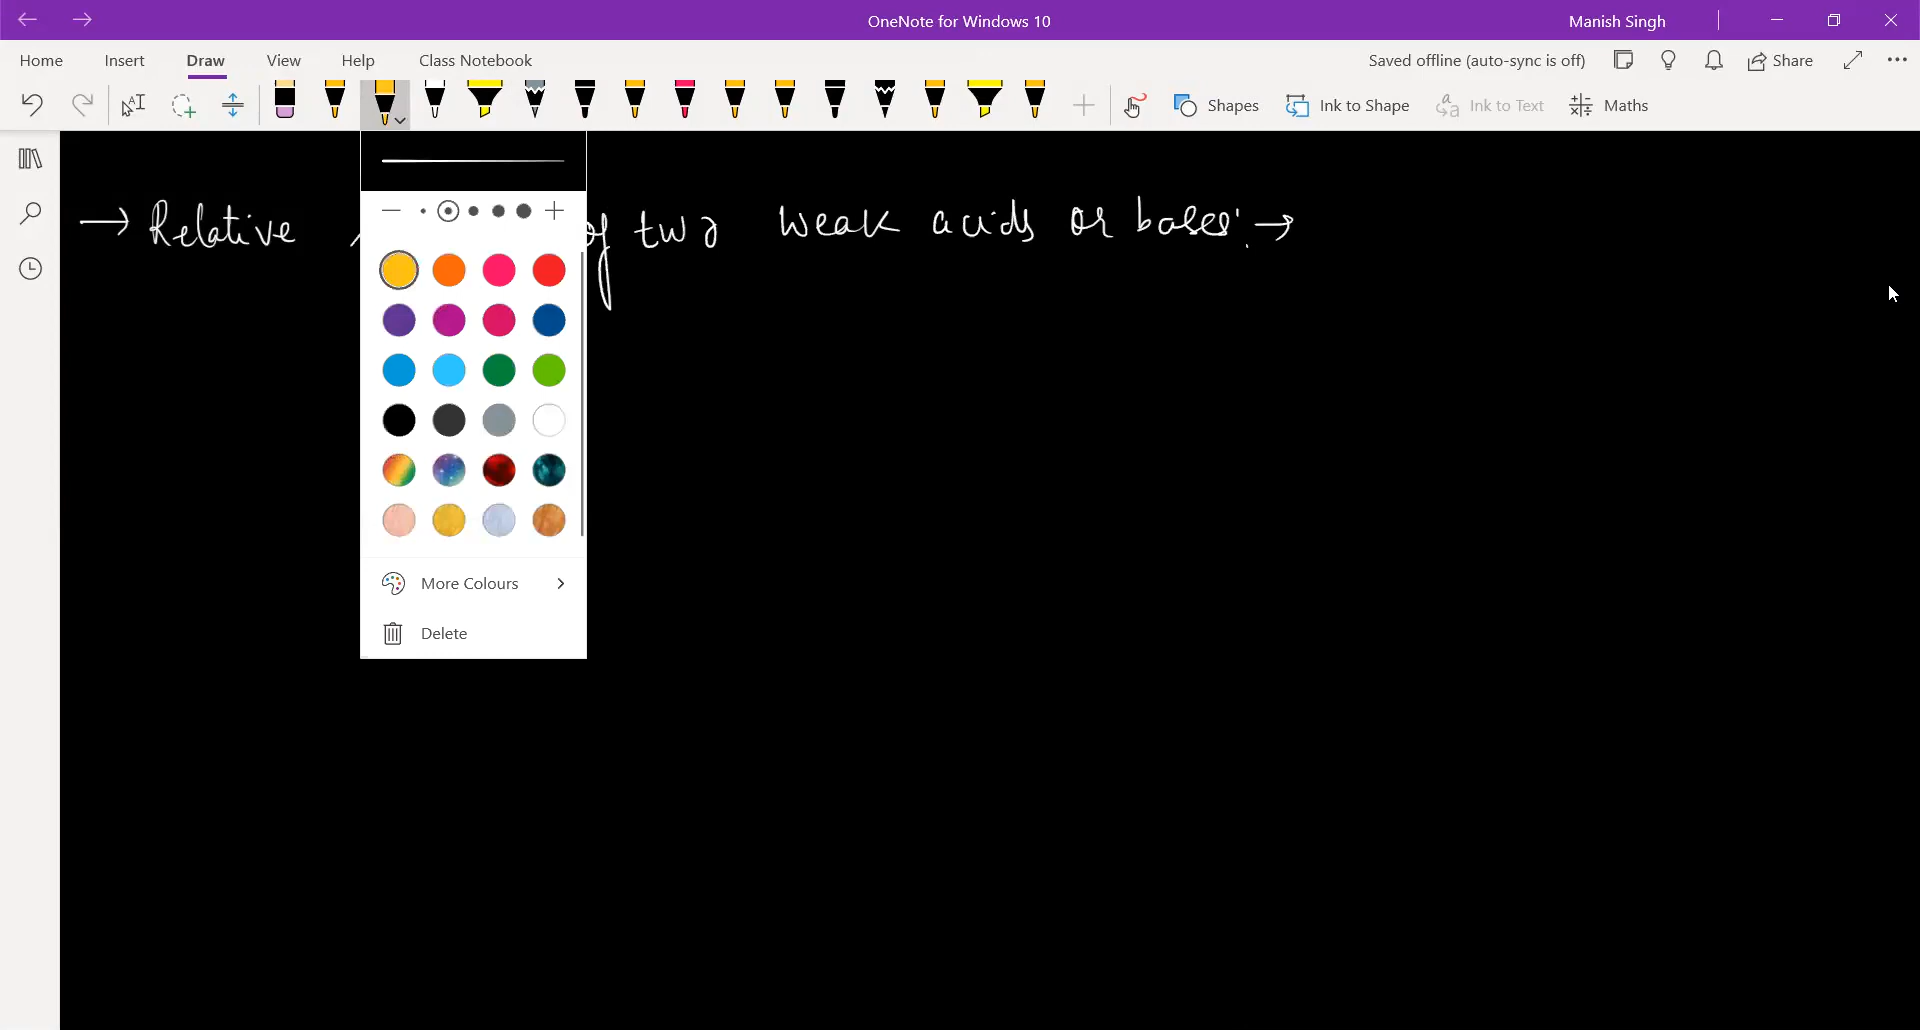 OneNote for Windows 10
Manish Singh
Home Insert Draw View Help Class Notebook
Saved offline (auto-sync is off) Share
Shapes Ink to Shape Ink to Text Maths
→ Relative of two weak acids or bases:→
More Colours
Delete